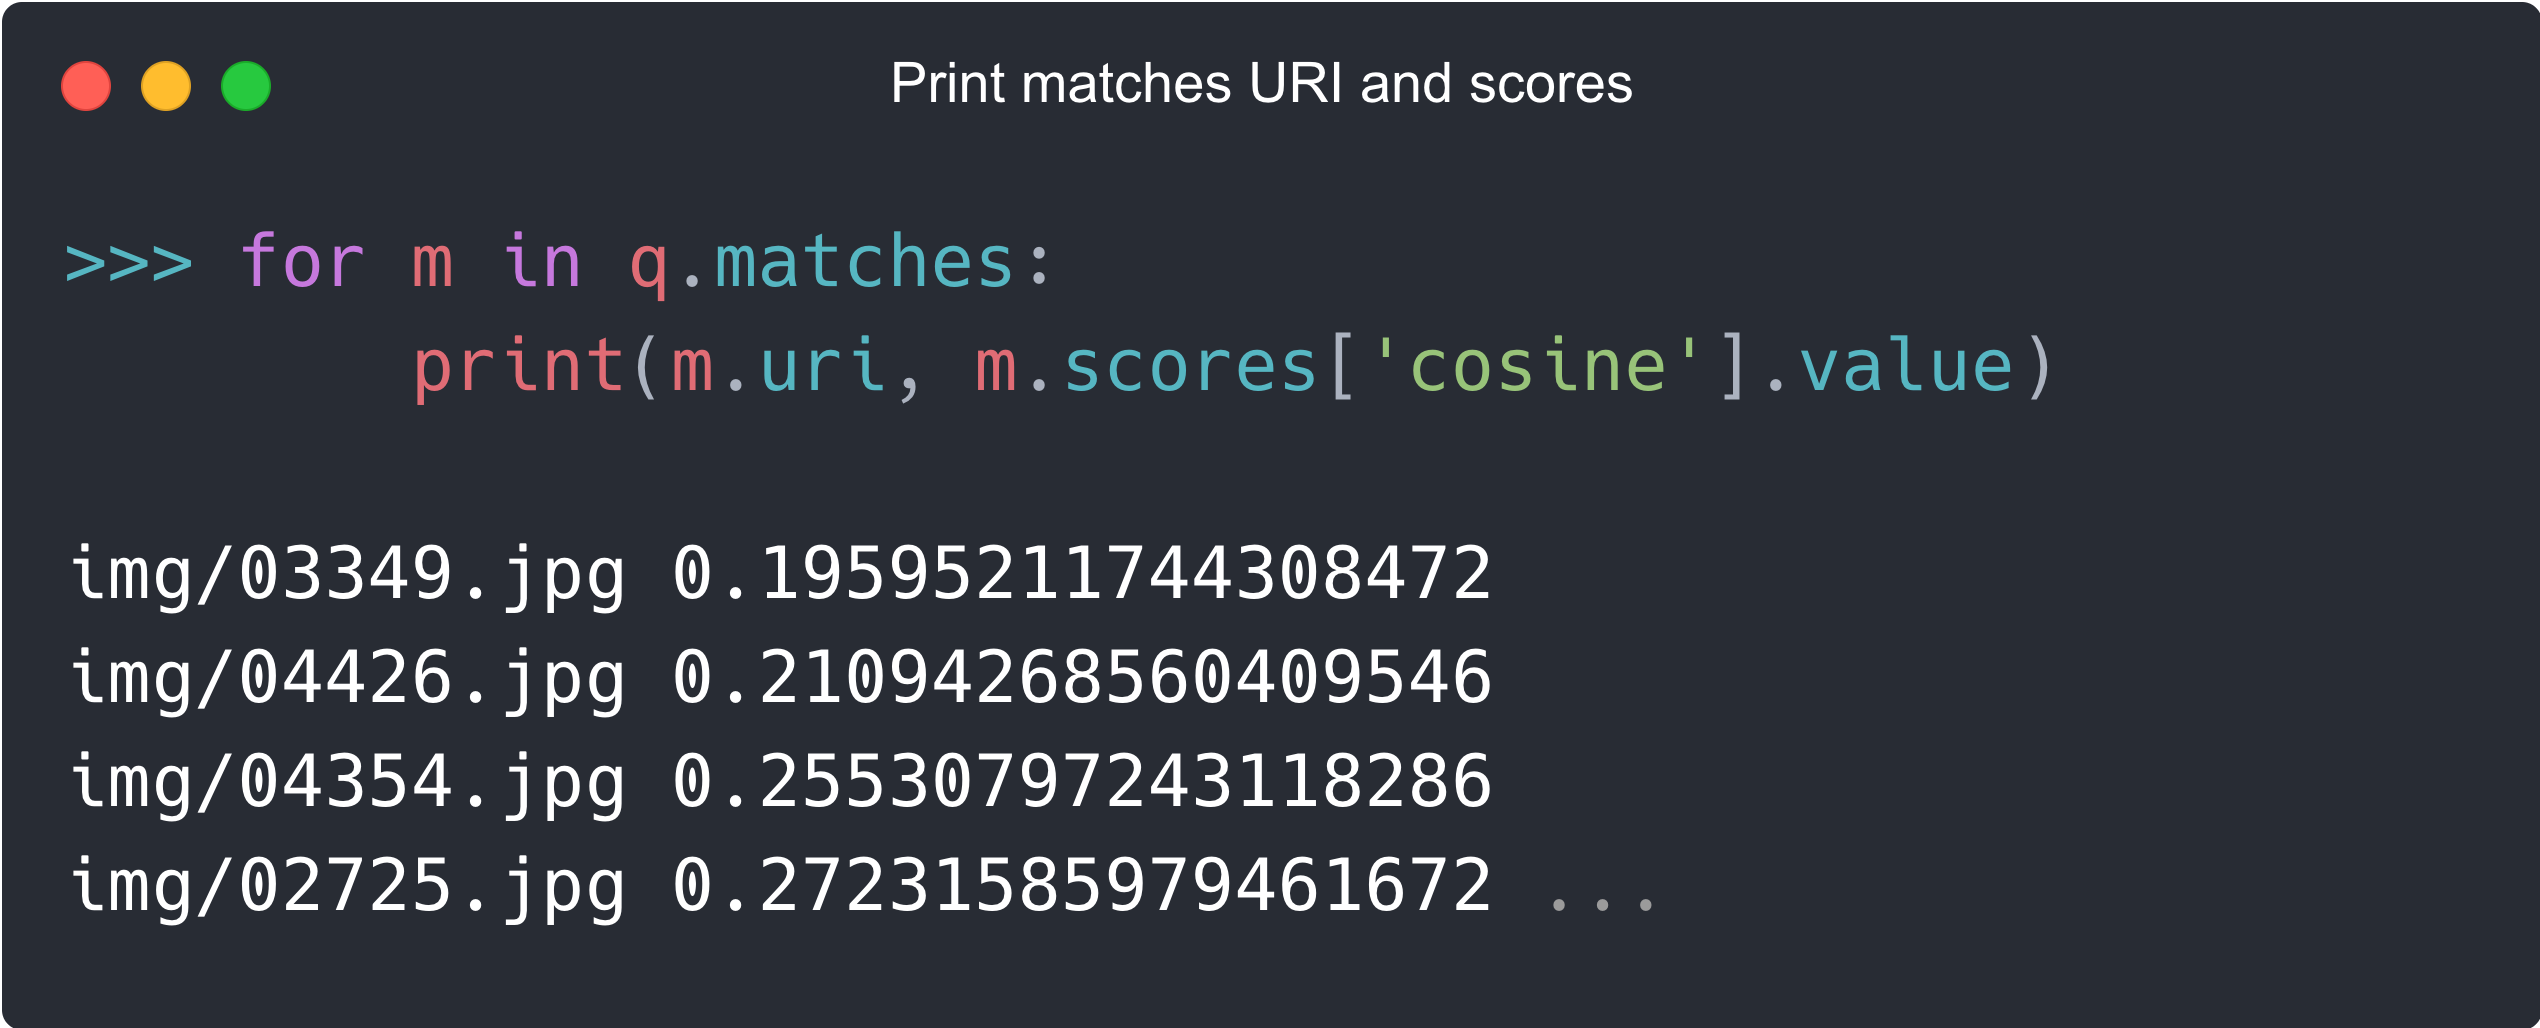 Print matches URI and scores
>>> for m in q.matches:
        print(m.uri, m.scores['cosine'].value)
img/03349.jpg 0.19595211744308472
img/04426.jpg 0.21094268560409546
img/04354.jpg 0.25530797243118286
img/02725.jpg 0.27231585979461672 ...